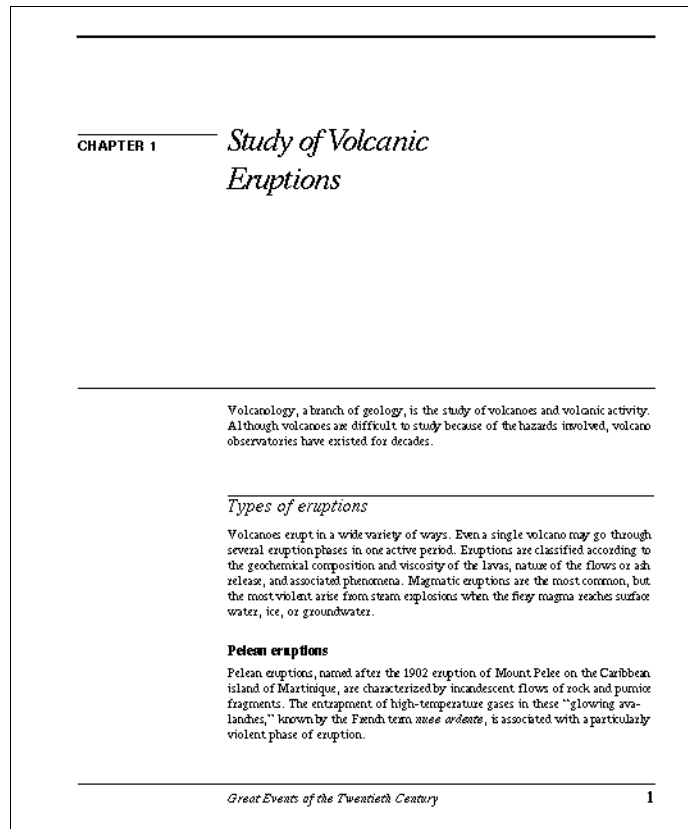 CHAPTER 1
Study of Volcanic
Eruptions
Volcanology, a branch of geology, is the study of volcanoes and volcanic activity.
Although volcanoes are difficult to study because of the hazards involved, volcano
observatories have existed for decades.
Types of eruptions
Volcanoes erupt in a wide variety of ways. Even a single volcano may go through
several eruption phases in one active period. Eruptions are classified according to
the geochemical composition and viscosity of the lavas, nature of the flows or ash
release, and associated phenomena. Magmatic eruptions are the most common, but
the most violent arise from steam explosions when the fiery magma reaches surface
water, ice, or groundwater.
Pelean eruptions
Pelean eruptions, named after the 1902 eruption of Mount Pelee on the Caribbean
island of Martinique, are characterized by incandescent flows of rock and pumice
fragments. The entrapment of high-temperature gases in these “glowing ava-
lanches,” known by the French term nuee ardente, is associated with a particularly
violent phase of eruption.
Great Events of the Twentieth Century 1